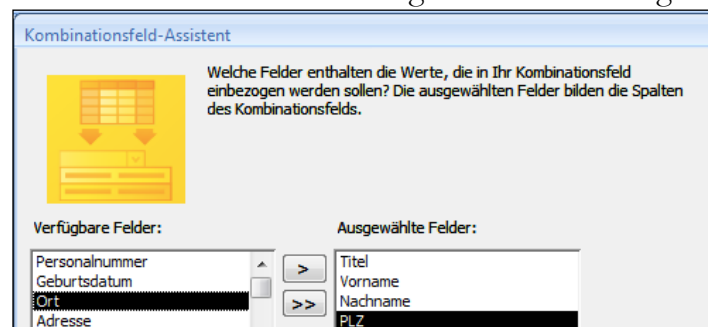 Kombinationsfeld-Assistent
Welche Felder enthalten die Werte, die in Ihr Kombinationsfeld
einbezogen werden sollen? Die ausgewählten Felder bilden die Spalten
des Kombinationsfelds.
Verfügbare Felder:
Ausgewählte Felder:
Personalnummer
Geburtsdatum
Ort
Adresse
>
>>
Titel
Vorname
Nachname
PLZ